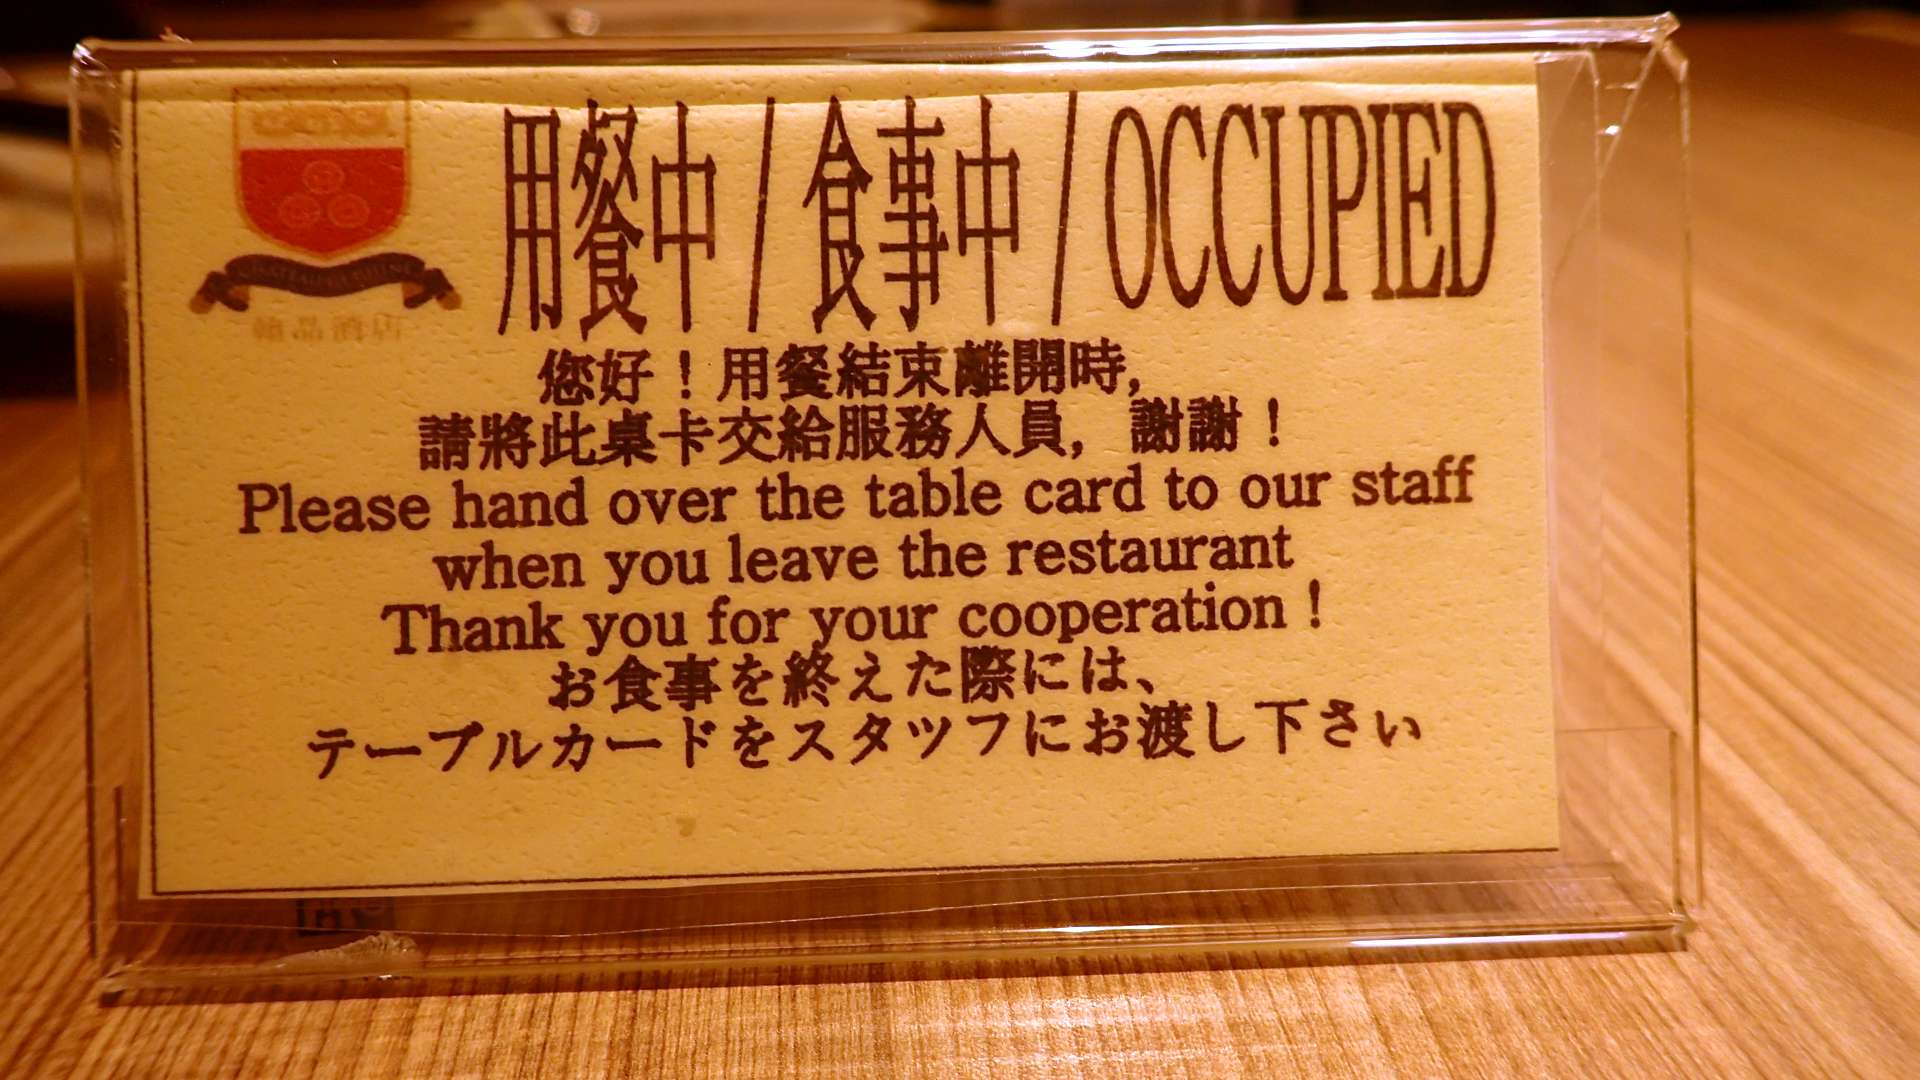 用餐中/食事中/OCCUPIED
您好！用餐結束離開時,
請將此桌卡交給服務人員, 謝謝！
Please hand over the table card to our staff
when you leave the restaurant
Thank you for your cooperation！
お食事を終えた際には、
テーブルカードをスタッフにお渡し下さい